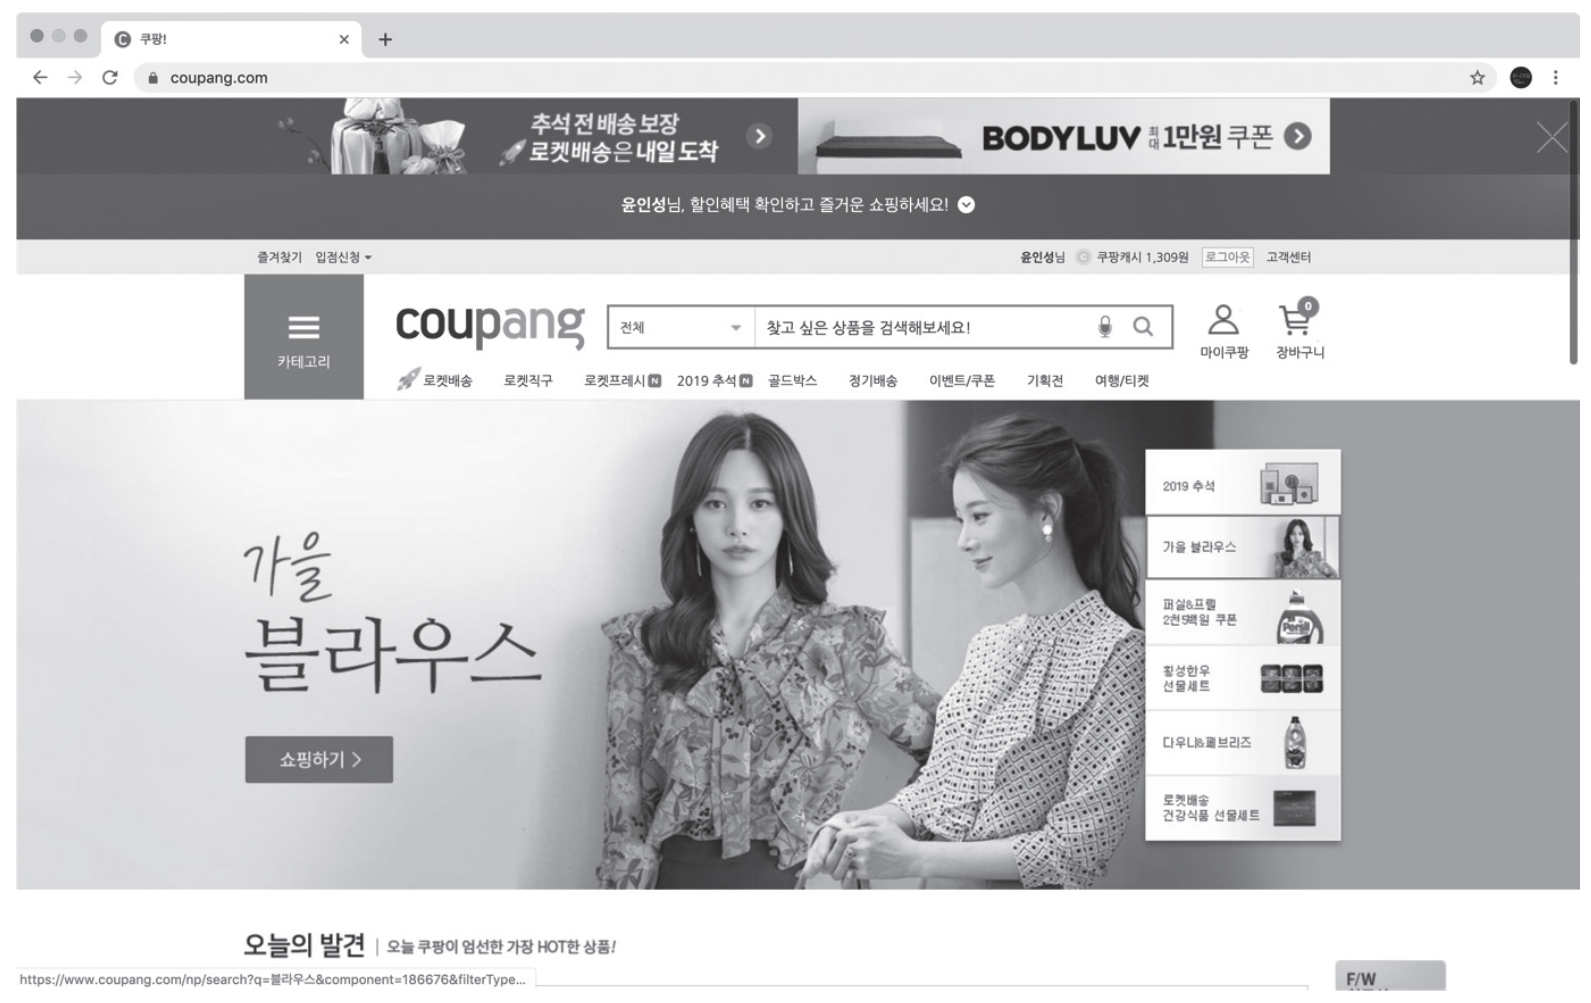 쿠팡!
coupang.com
추석 전 배송 보장
로켓배송은 내일 도착
BODYLUV 최대 1만원 쿠폰
윤인성님, 할인혜택 확인하고 즐거운 쇼핑하세요!
즐겨찾기 입점신청
윤인성님 C 쿠팡캐시 1,309원 로그아웃 고객센터
카테고리
coupang
전체
찾고 싶은 상품을 검색해보세요!
마이쿠팡
0
장바구니
로켓배송 로켓직구 로켓프레시 N 2019 추석 N 골드박스 정기배송 이벤트/쿠폰 기획전 여행/티켓
가을
블라우스
쇼핑하기 >
2019 추석
가을 블라우스
퍼실&프릴
2천5백원 쿠폰
Persil
횡성한우
선물세트
다우니&페브리즈
로켓배송
건강식품 선물세트
오늘의 발견 | 오늘 쿠팡이 엄선한 가장 HOT한 상품!
https://www.coupang.com/np/search?q=블라우스&component=186676&filterType...
F/W